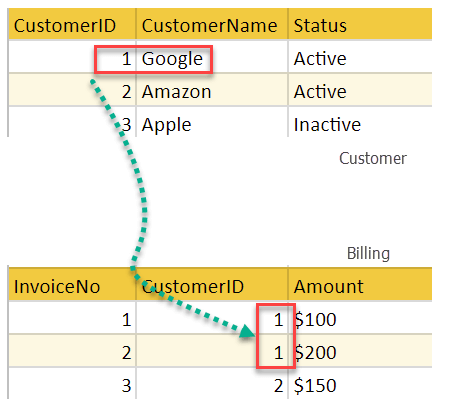 CustomerID CustomerName Status
1 Google Active
2 Amazon Active
3 Apple Inactive
Customer
Billing
InvoiceNo CustomerID Amount
1 1 $100
2 1 $200
3 2 $150